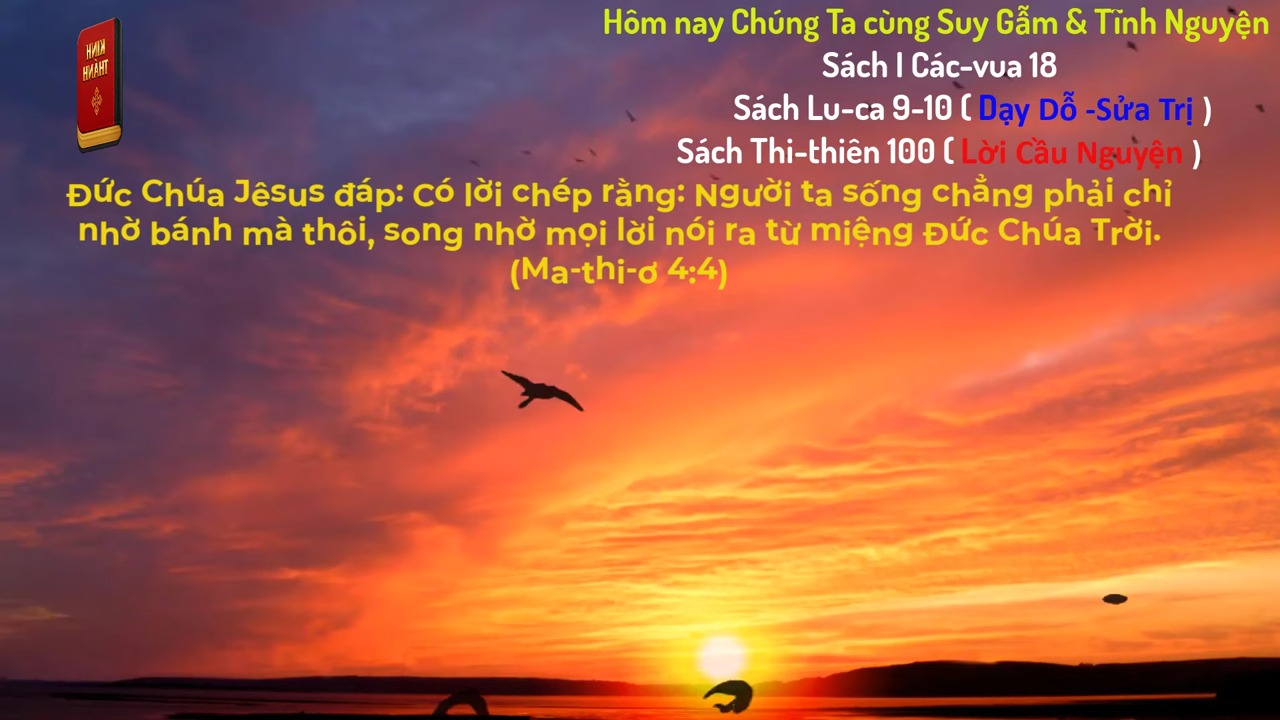 KINH
THÁNH
Hôm nay Chúng Ta cùng Suy Gẫm & Tĩnh Nguyện
Sách I Các-vua 18
Sách Lu-ca 9-10 ( Dạy Dỗ -Sửa Trị )
Sách Thi-thiên 100 ( Lời Cầu Nguyện )
Đức Chúa Jêsus đáp: Có lời chép rằng: Người ta sống chẳng phải chỉ
nhờ bánh mà thôi, song nhờ mọi lời nói ra từ miệng Đức Chúa Trời.
(Ma-thi-ơ 4:4)